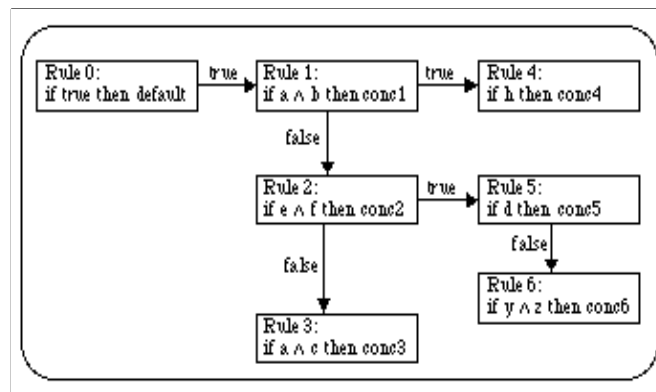 Rule 0:
if true then default
true
Rule 1:
if a ∧ b then conc1
true
Rule 4:
if h then conc4
false
Rule 2:
if e ∧ f then conc2
true
Rule 5:
if d then conc5
false
false
Rule 6:
if y ∧ z then conc6
Rule 3:
if a ∧ c then conc3